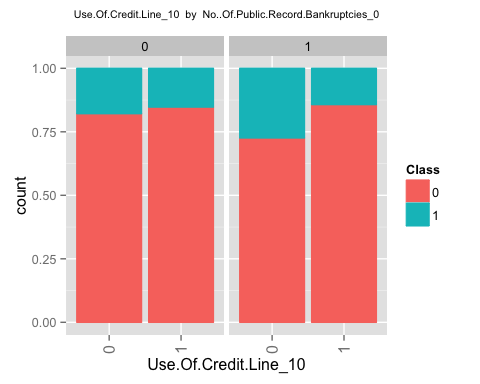 Use.Of.Credit.Line_10 by No..Of.Public.Record.Bankruptcies_0
0 1
1.00
0.75
0.50
0.25
0.00
count
0 1 0 1
Use.Of.Credit.Line_10
Class
0
1